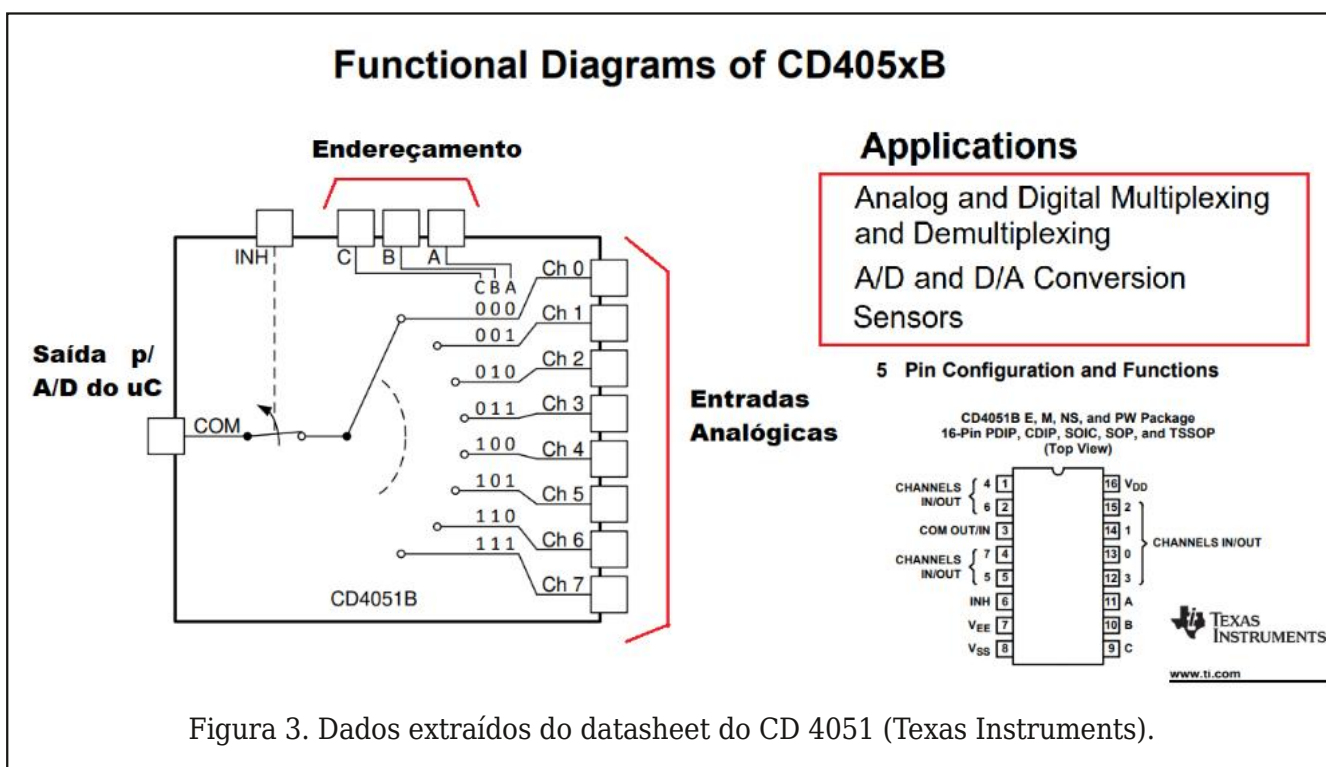 Functional Diagrams of CD405xB
Endereçamento
INH
C
B
A
C B A
Ch 0
0 0 0
Ch 1
0 0 1
Ch 2
0 1 0
Ch 3
0 1 1
Ch 4
1 0 0
Ch 5
1 0 1
Ch 6
1 1 0
Ch 7
1 1 1
Saída p/
A/D do uC
COM
CD4051B
Entradas
Analógicas
Applications
Analog and Digital Multiplexing
and Demultiplexing
A/D and D/A Conversion
Sensors
5 Pin Configuration and Functions
CD4051B E, M, NS, and PW Package
16-Pin PDIP, CDIP, SOIC, SOP, and TSSOP
(Top View)
CHANNELS
IN/OUT
4 1
6 2
COM OUT/IN 3
CHANNELS
IN/OUT
7 4
5 5
INH 6
VEE 7
VSS 8
16 VDD
15 2
14 1
13 0
12 3
CHANNELS IN/OUT
11 A
10 B
9 C
TEXAS
INSTRUMENTS
www.ti.com
Figura 3. Dados extraídos do datasheet do CD 4051 (Texas Instruments).